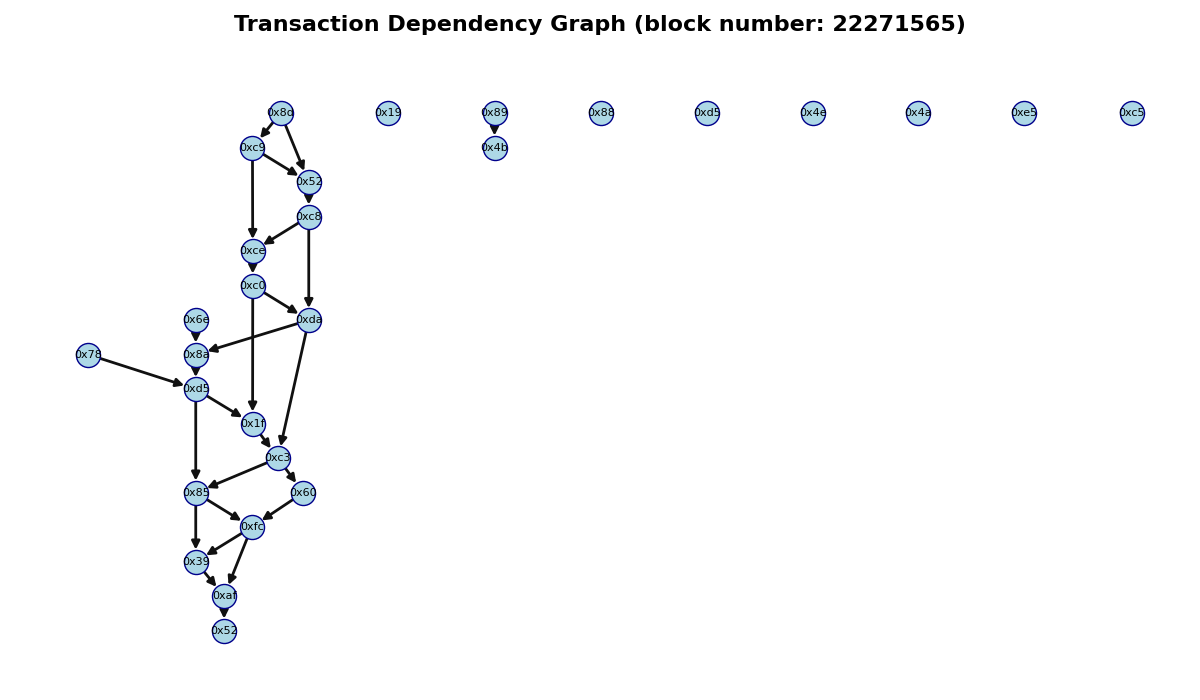 Transaction Dependency Graph (block number: 22271565)
0x8d 0x19 0x89 0x88 0xd5 0x4e 0x4a 0xe5 0xc5
0xc9 0x4b
0x52
0xc8
0xce
0xc0
0x6e 0xda
0x78 0x8a
0xd5
0x1f
0xc3
0x85 0x60
0xfc
0x39
0xaf
0x52